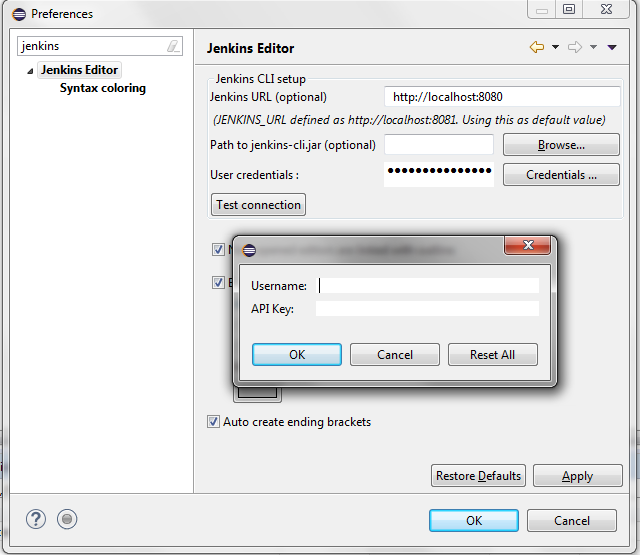 Preferences
jenkins
Jenkins Editor
Syntax coloring
Jenkins Editor
Jenkins CLI setup
Jenkins URL (optional) http://localhost:8080
(JENKINS_URL defined as http://localhost:8081. Using this as default value)
Path to jenkins-cli.jar (optional) Browse...
User credentials : ●●●●●●●●●●●●●●● Credentials ...
Test connection
Username:
API Key:
OK Cancel Reset All
Auto create ending brackets
Restore Defaults Apply
? OK Cancel